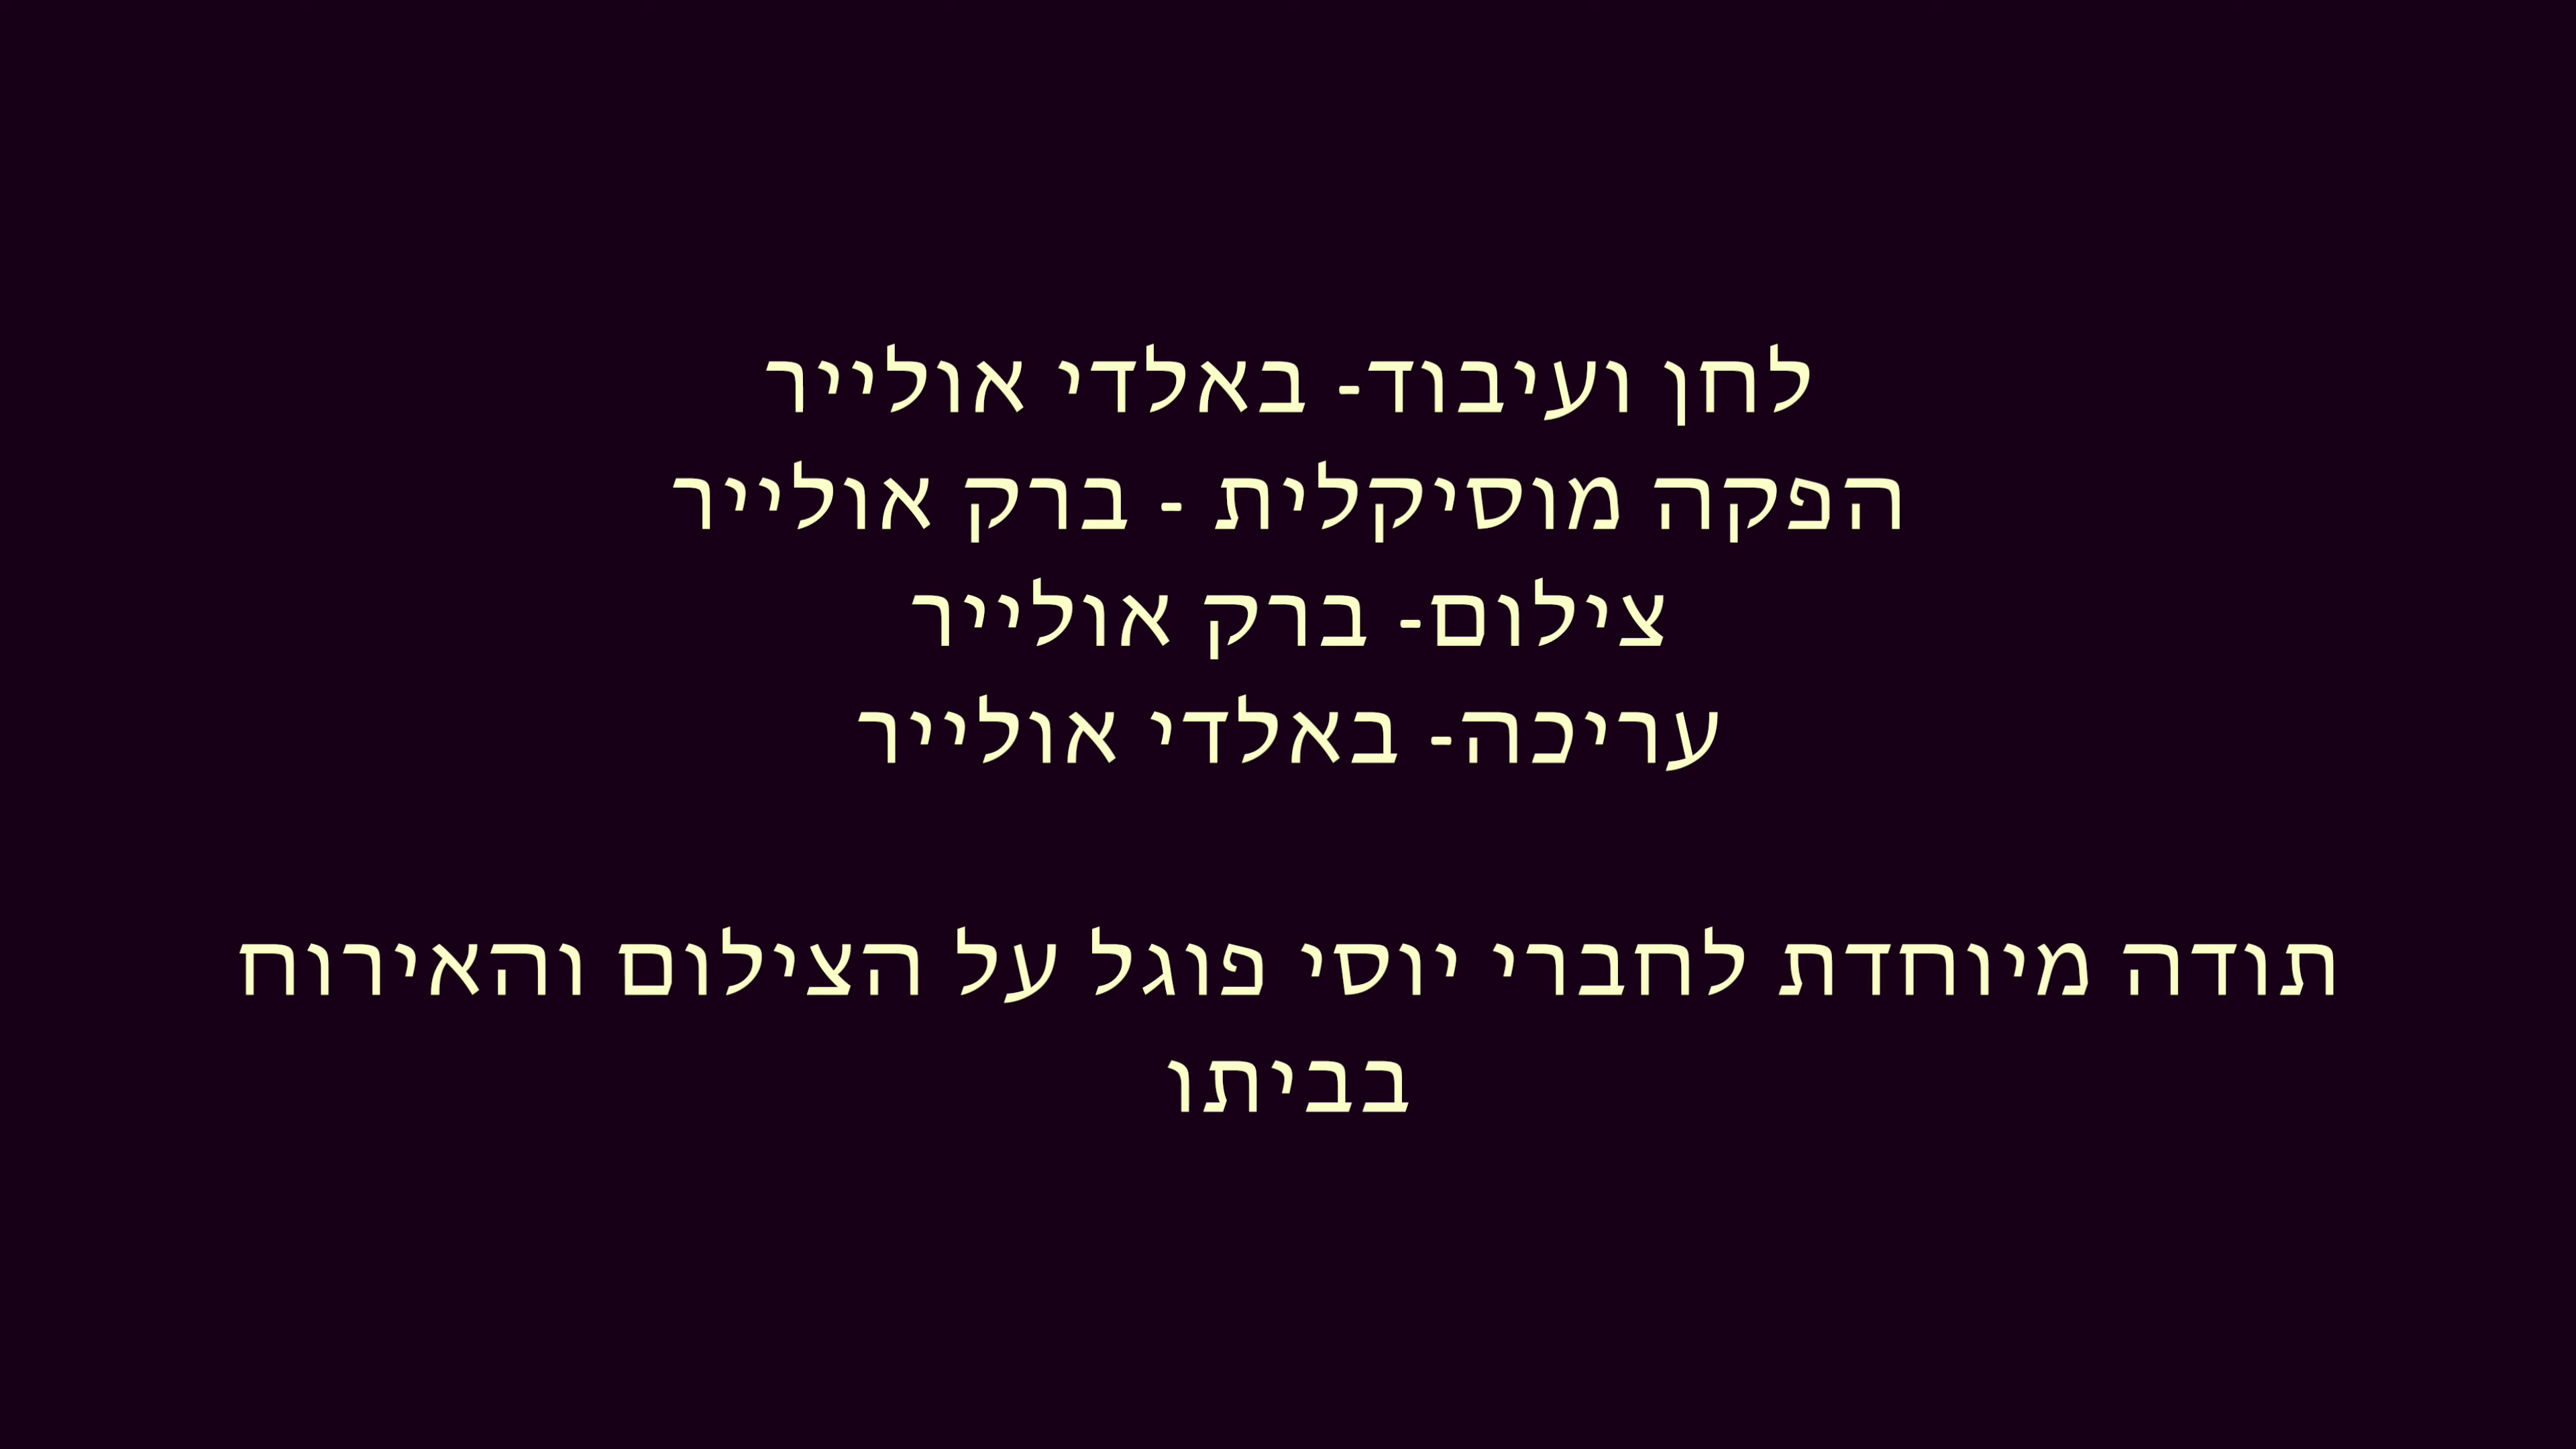 לחן ועיבוד- באלדי אולייר
הפקה מוסיקלית - ברק אולייר
צילום- ברק אולייר
עריכה- באלדי אולייר
תודה מיוחדת לחברי יוסי פוגל על הצילום והאירוח
בביתו